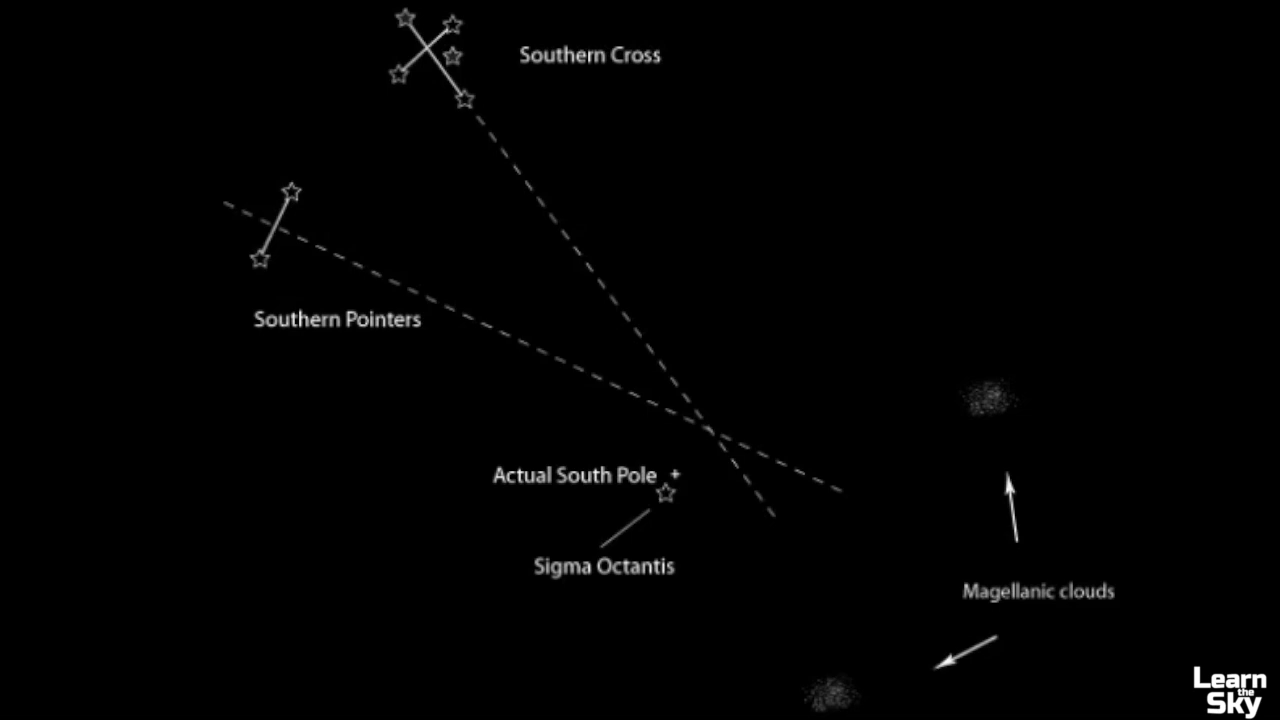 Southern Cross
Southern Pointers
Actual South Pole +
Sigma Octantis
Magellanic clouds
Learn
the
Sky